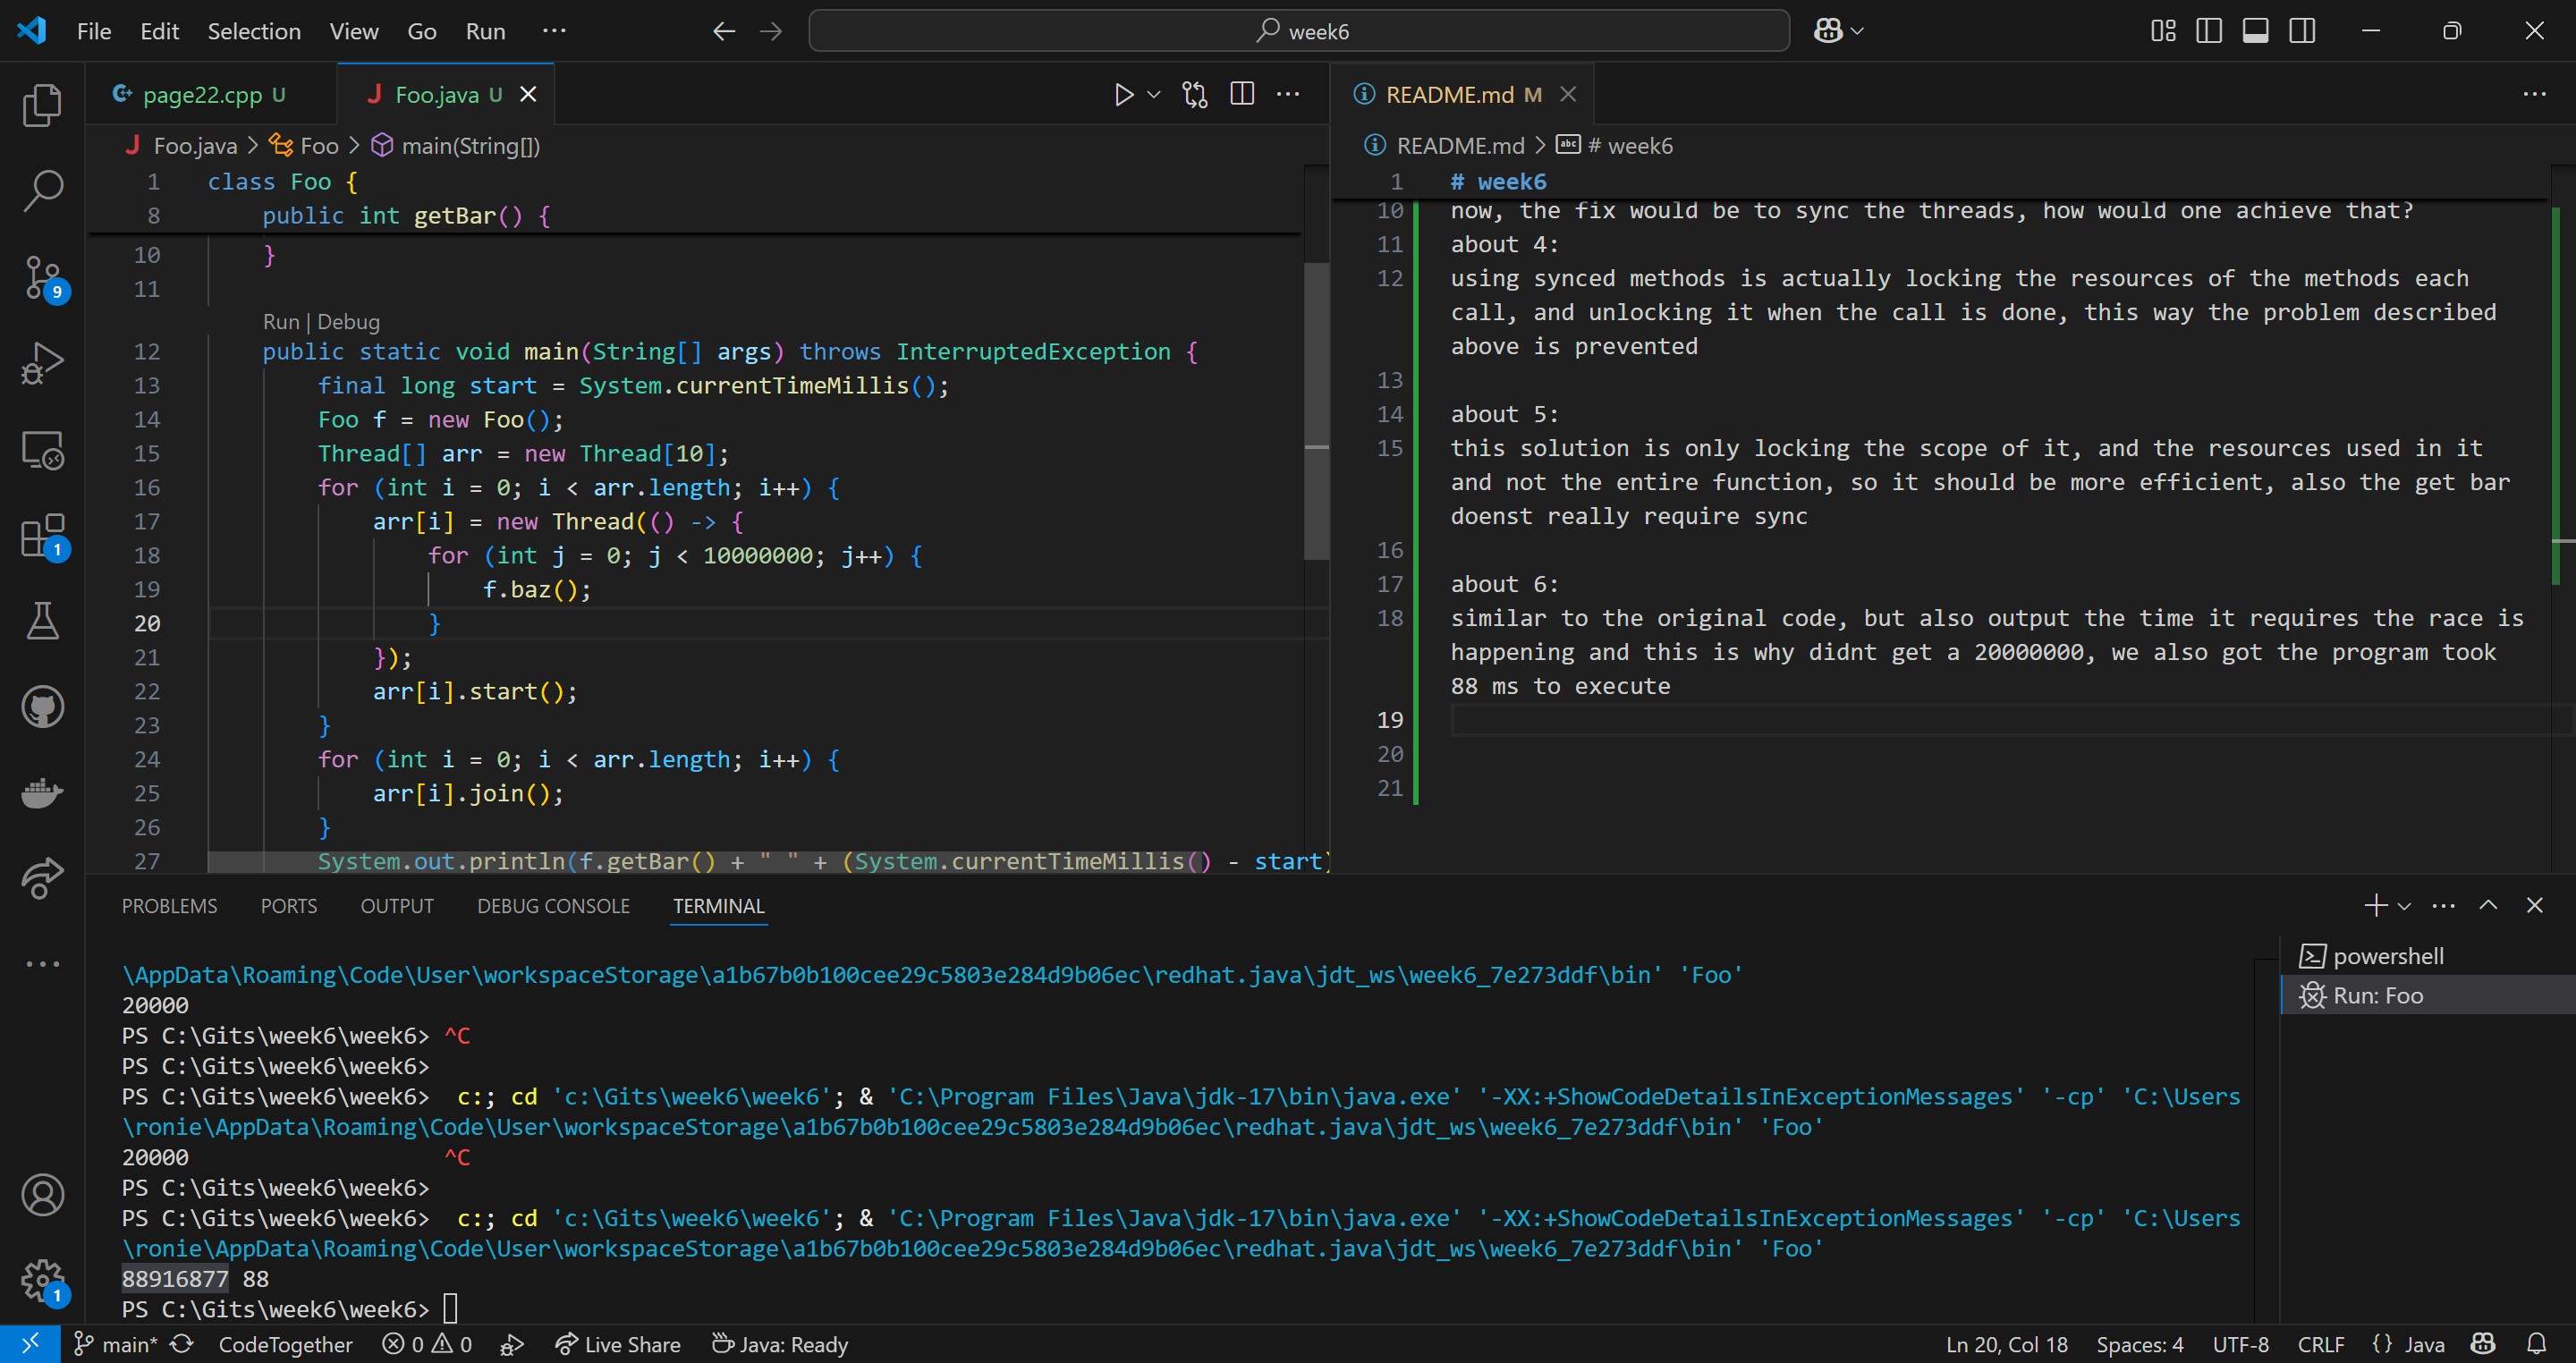 File Edit Selection View Go Run ··· week6
page22.cpp U Foo.java U
Foo.java > Foo > main(String[])
1 class Foo {
8 public int getBar() {
10 }
11
Run | Debug
12 public static void main(String[] args) throws InterruptedException {
13 final long start = System.currentTimeMillis();
14 Foo f = new Foo();
15 Thread[] arr = new Thread[10];
16 for (int i = 0; i < arr.length; i++) {
17 arr[i] = new Thread(() -> {
18 for (int j = 0; j < 10000000; j++) {
19 f.baz();
20 }
21 });
22 arr[i].start();
23 }
24 for (int i = 0; i < arr.length; i++) {
25 arr[i].join();
26 }
27 System.out.println(f.getBar() + " " + (System.currentTimeMillis() - start)
README.md M
README.md > # week6
1 # week6
10 now, the fix would be to sync the threads, how would one achieve that?
11 about 4:
12 using synced methods is actually locking the resources of the methods each
call, and unlocking it when the call is done, this way the problem described
above is prevented
13
14 about 5:
15 this solution is only locking the scope of it, and the resources used in it
and not the entire function, so it should be more efficient, also the get bar
doenst really require sync
16
17 about 6:
18 similar to the original code, but also output the time it requires the race is
happening and this is why didnt get a 20000000, we also got the program took
88 ms to execute
19
20
21
9
1
1
PROBLEMS PORTS OUTPUT DEBUG CONSOLE TERMINAL
\AppData\Roaming\Code\User\workspaceStorage\a1b67b0b100cee29c5803e284d9b06ec\redhat.java\jdt_ws\week6_7e273ddf\bin' 'Foo'
20000
PS C:\Gits\week6\week6> ^C
PS C:\Gits\week6\week6>
PS C:\Gits\week6\week6> c:; cd 'c:\Gits\week6\week6'; & 'C:\Program Files\Java\jdk-17\bin\java.exe' '-XX:+ShowCodeDetailsInExceptionMessages' '-cp' 'C:\Users
\ronie\AppData\Roaming\Code\User\workspaceStorage\a1b67b0b100cee29c5803e284d9b06ec\redhat.java\jdt_ws\week6_7e273ddf\bin' 'Foo'
20000 ^C
PS C:\Gits\week6\week6>
PS C:\Gits\week6\week6> c:; cd 'c:\Gits\week6\week6'; & 'C:\Program Files\Java\jdk-17\bin\java.exe' '-XX:+ShowCodeDetailsInExceptionMessages' '-cp' 'C:\Users
\ronie\AppData\Roaming\Code\User\workspaceStorage\a1b67b0b100cee29c5803e284d9b06ec\redhat.java\jdt_ws\week6_7e273ddf\bin' 'Foo'
88916877 88
PS C:\Gits\week6\week6>
powershell
Run: Foo
main* CodeTogether 0 0 Live Share Java: Ready Ln 20, Col 18 Spaces: 4 UTF-8 CRLF {} Java